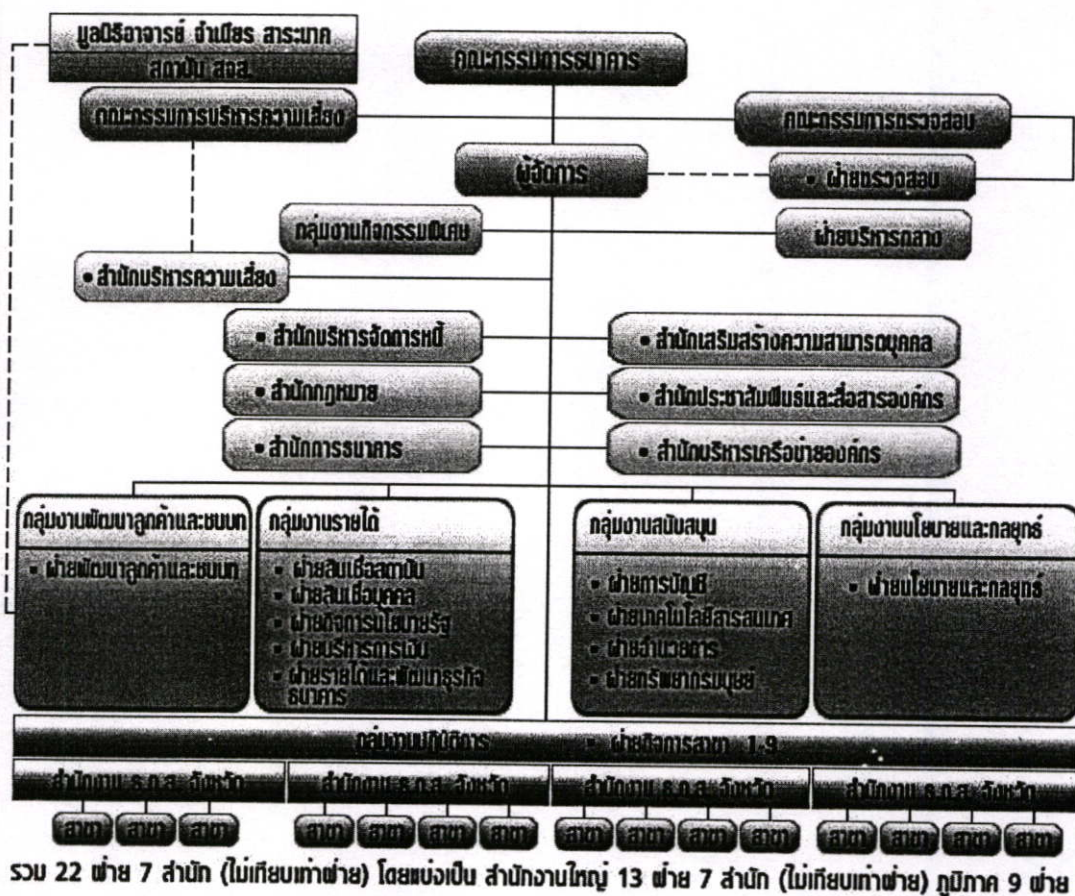 มูลนิธิอาจารย์ จำเนียร สาระนาค
สถาบัน สจส.
คณะกรรมการธนาคาร
คณะกรรมการบริหารความเสี่ยง
คณะกรรมการตรวจสอบ
ผู้จัดการ
• ฝ่ายตรวจสอบ
กลุ่มงานกิจกรรมพิเศษ
ฝ่ายบริหารกลาง
• สำนักบริหารความเสี่ยง
• สำนักบริหารจัดการหนี้
• สำนักเสริมสร้างความสามารถบุคคล
• สำนักกฎหมาย
• สำนักประชาสัมพันธ์และสื่อสารองค์กร
• สำนักการธนาคาร
• สำนักบริหารเครือข่ายองค์กร
กลุ่มงานพัฒนาลูกค้าและชนบท
• ฝ่ายพัฒนาลูกค้าและชนบท
กลุ่มงานรายได้
• ฝ่ายสินเชื่อสถาบัน
• ฝ่ายสินเชื่อบุคคล
• ฝ่ายกิจการนโยบายรัฐ
• ฝ่ายบริหารการเงิน
• ฝ่ายรายได้และพัฒนาธุรกิจ
ธนาคาร
กลุ่มงานสนับสนุน
• ฝ่ายการบัญชี
• ฝ่ายเทคโนโลยีสารสนเทศ
• ฝ่ายอำนวยการ
• ฝ่ายทรัพยากรมนุษย์
กลุ่มงานนโยบายและกลยุทธ์
• ฝ่ายนโยบายและกลยุทธ์
กลุ่มงานปฏิบัติการ • ฝ่ายกิจการสาขา 1-9
สำนักงาน ธ.ก.ส. จังหวัด สำนักงาน ธ.ก.ส. จังหวัด สำนักงาน ธ.ก.ส. จังหวัด สำนักงาน ธ.ก.ส. จังหวัด
สาขา สาขา สาขา สาขา สาขา สาขา สาขา สาขา สาขา สาขา สาขา สาขา สาขา สาขา สาขา
รวม 22 ฝ่าย 7 สำนัก (ไม่เทียบเท่าฝ่าย) โดยแบ่งเป็น สำนักงานใหญ่ 13 ฝ่าย 7 สำนัก (ไม่เทียบเท่าฝ่าย) ภูมิภาค 9 ฝ่าย